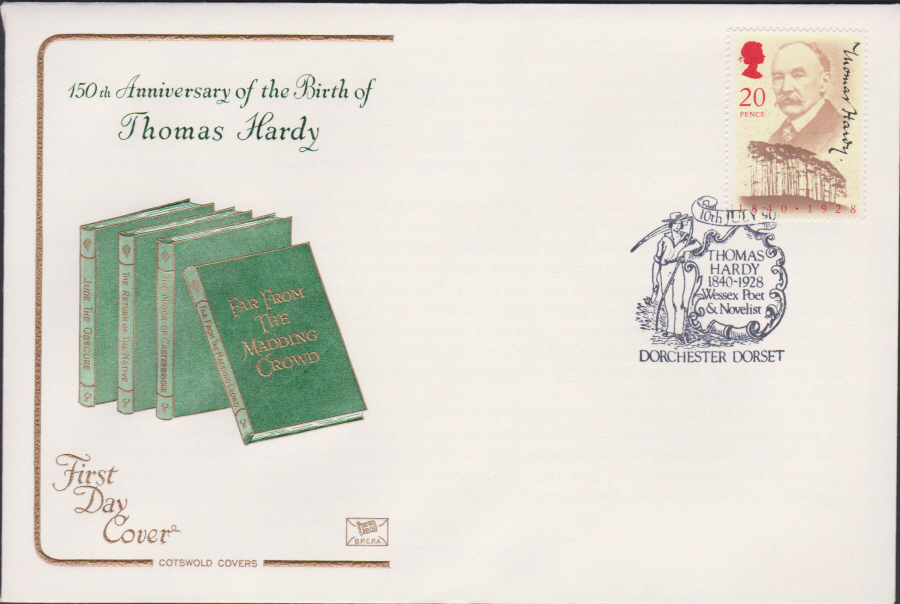 150th Anniversary of the Birth of
Thomas Hardy
JUDE THE OBSCURE
THE RETURN OF THE NATIVE
THE MAYOR OF CASTERBRIDGE
FAR FROM THE MADDING CROWD
FAR FROM
THE
MADDING
CROWD
First
Day
Cover
COTSWOLD COVERS
B.P.C.P.A.
20
PENCE
Thomas Hardy.
1840·1928
10th JULY 90
THOMAS
HARDY
1840-1928
Wessex Poet
& Novelist
DORCHESTER DORSET